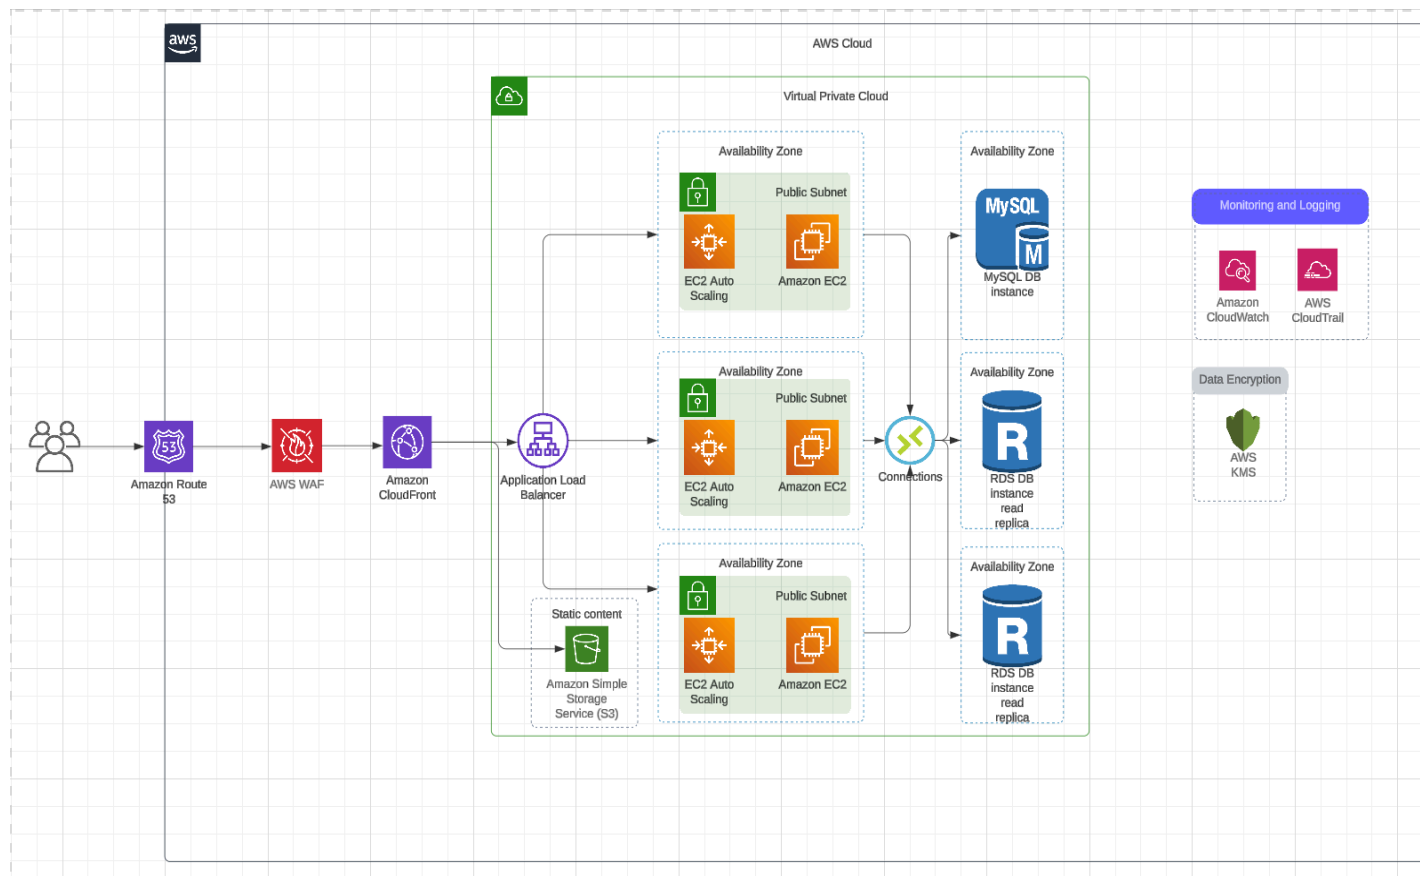 aws
AWS Cloud
Virtual Private Cloud
Availability Zone
Public Subnet
EC2 Auto
Scaling
Amazon EC2
Availability Zone
MySQL
M
MySQL DB
instance
Monitoring and Logging
Amazon
CloudWatch
AWS
CloudTrail
Availability Zone
Public Subnet
EC2 Auto
Scaling
Amazon EC2
Availability Zone
R
RDS DB
instance
read
replica
Data Encryption
AWS
KMS
53
Amazon Route
53
AWS WAF
Amazon
CloudFront
Application Load
Balancer
Connections
Availability Zone
Public Subnet
EC2 Auto
Scaling
Amazon EC2
Availability Zone
R
RDS DB
instance
read
replica
Static content
Amazon Simple
Storage
Service (S3)